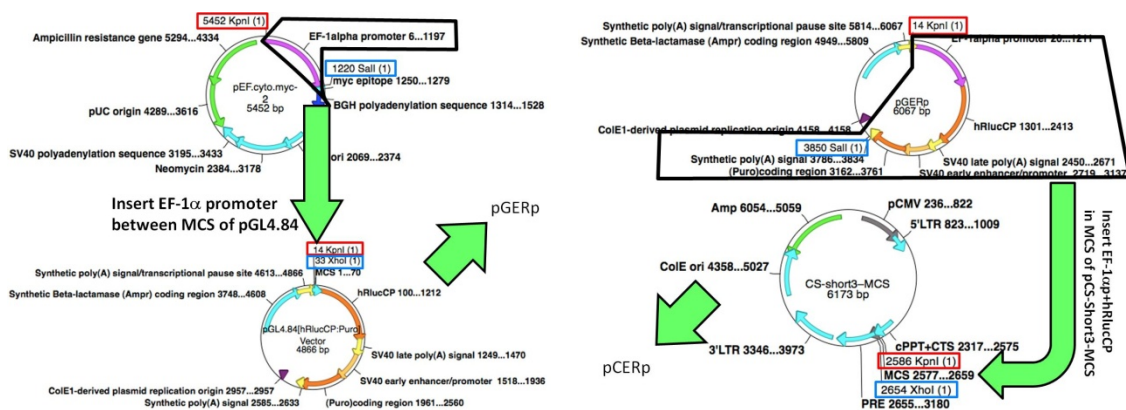 5452 KpnI (1)
Ampicillin resistance gene 5294...4334
EF-1alpha promoter 6...1197
1220 SalI (1)
myc epitope 1250...1279
pEF.cyto.myc-
2
5452 bp
BGH polyadenylation sequence 1314...1528
pUC origin 4289...3616
SV40 polyadenylation sequence 3195...3433
ori 2069...2374
Neomycin 2384...3178
Insert EF-1α promoter
between MCS of pGL4.84
pGERp
14 KpnI (1)
33 XhoI (1)
MCS 1...70
Synthetic poly(A) signal/transcriptional pause site 4613...4866
Synthetic Beta-lactamase (Ampr) coding region 3748...4608
hRlucCP 100...1212
pGL4.84[hRlucCP:Puro]
Vector
4866 bp
SV40 late poly(A) signal 1249...1470
SV40 early enhancer/promoter 1518...1936
ColE1-derived plasmid replication origin 2957...2957
Synthetic poly(A) signal 2585...2633
(Puro)coding region 1961...2560
Synthetic poly(A) signal/transcriptional pause site 5814...6067
14 KpnI (1)
Synthetic Beta-lactamase (Ampr) coding region 4949...5809
EF-1alpha promoter 20...1211
pGERp
6067 bp
ColE1-derived plasmid replication origin 4158...4158
hRlucCP 1301...2413
3850 SalI (1)
Synthetic poly(A) signal 3786...3834
SV40 late poly(A) signal 2450...2671
(Puro)coding region 3162...3761
SV40 early enhancer/promoter 2719...3137
Insert EF-1αp+hRlucCP
in MCS of pCS-Short3-MCS
Amp 6054...5059
pCMV 236...822
5'LTR 823...1009
ColE ori 4358...5027
CS-short3-MCS
6173 bp
3'LTR 3346...3973
cPPT+CTS 2317...2575
2586 KpnI (1)
MCS 2577...2659
2654 XhoI (1)
PRE 2655...3180
pCERp